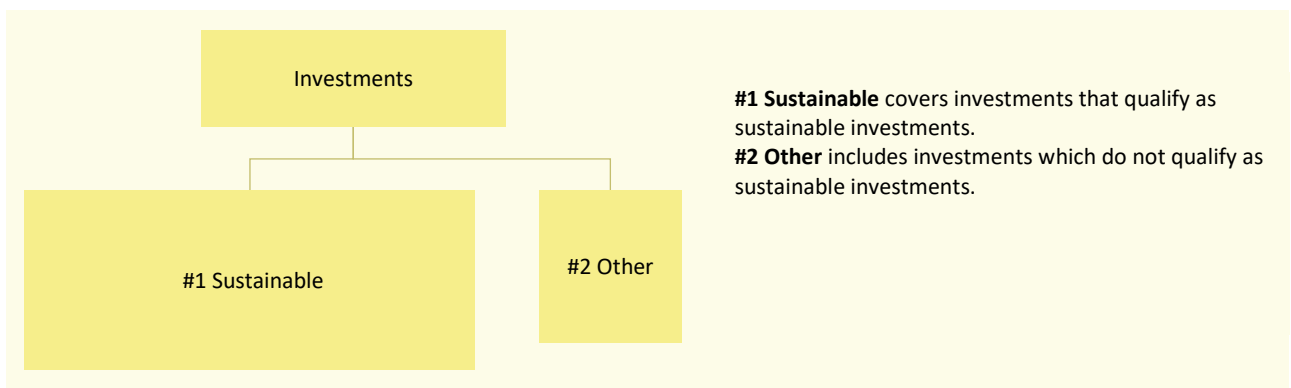 Investments
#1 Sustainable
#2 Other
#1 Sustainable covers investments that qualify as
sustainable investments.
#2 Other includes investments which do not qualify as
sustainable investments.